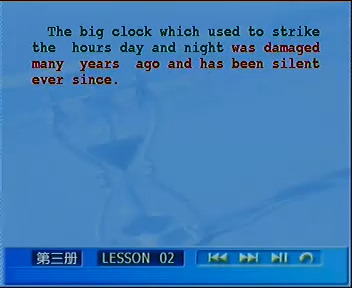 The big clock which used to strike
the hours day and night was damaged
many years ago and has been silent
ever since.
第三册 LESSON 02